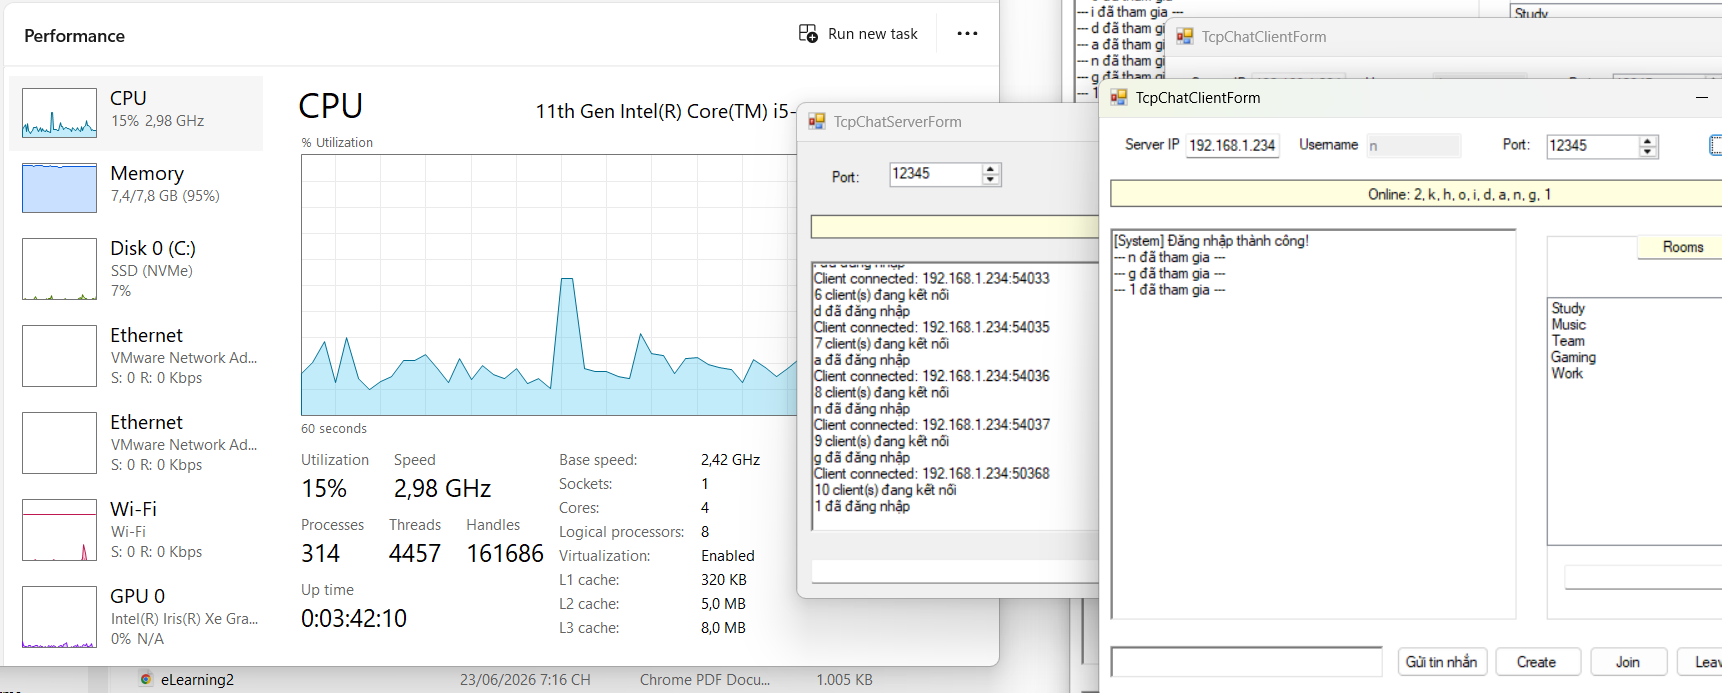 Performance
Run new task
CPU
15% 2,98 GHz
Memory
7,4/7,8 GB (95%)
Disk 0 (C:)
SSD (NVMe)
7%
Ethernet
VMware Network Ad...
S: 0 R: 0 Kbps
Ethernet
VMware Network Ad...
S: 0 R: 0 Kbps
Wi-Fi
Wi-Fi
S: 0 R: 0 Kbps
GPU 0
Intel(R) Iris(R) Xe Gra...
0% N/A
CPU
11th Gen Intel(R) Core(TM) i5-
% Utilization
60 seconds
Utilization
Speed
15%
2,98 GHz
Processes
Threads
Handles
314
4457
161686
Up time
0:03:42:10
Base speed: 2,42 GHz
Sockets: 1
Cores: 4
Logical processors: 8
Virtualization: Enabled
L1 cache: 320 KB
L2 cache: 5,0 MB
L3 cache: 8,0 MB
eLearning2
23/06/2026 7:16 CH
Chrome PDF Docu...
1.005 KB
TcpChatServerForm
Port: 12345
Client connected: 192.168.1.234:54033
6 client(s) đang kết nối
d đã đăng nhập
Client connected: 192.168.1.234:54035
7 client(s) đang kết nối
a đã đăng nhập
Client connected: 192.168.1.234:54036
8 client(s) đang kết nối
n đã đăng nhập
Client connected: 192.168.1.234:54037
9 client(s) đang kết nối
g đã đăng nhập
Client connected: 192.168.1.234:50368
10 client(s) đang kết nối
1 đã đăng nhập
--- i đã tham gia ---
--- d đã tham gi
--- a đã tham gi
--- n đã tham gi
--- g đã tham gi
--- 1
Study
TcpChatClientForm
TcpChatClientForm
Server IP 192.168.1.234
Username n
Port: 12345
Online: 2, k, h, o, i, d, a, n, g, 1
[System] Đăng nhập thành công!
--- n đã tham gia ---
--- g đã tham gia ---
--- 1 đã tham gia ---
Rooms
Study
Music
Team
Gaming
Work
Gửi tin nhắn
Create
Join
Leav